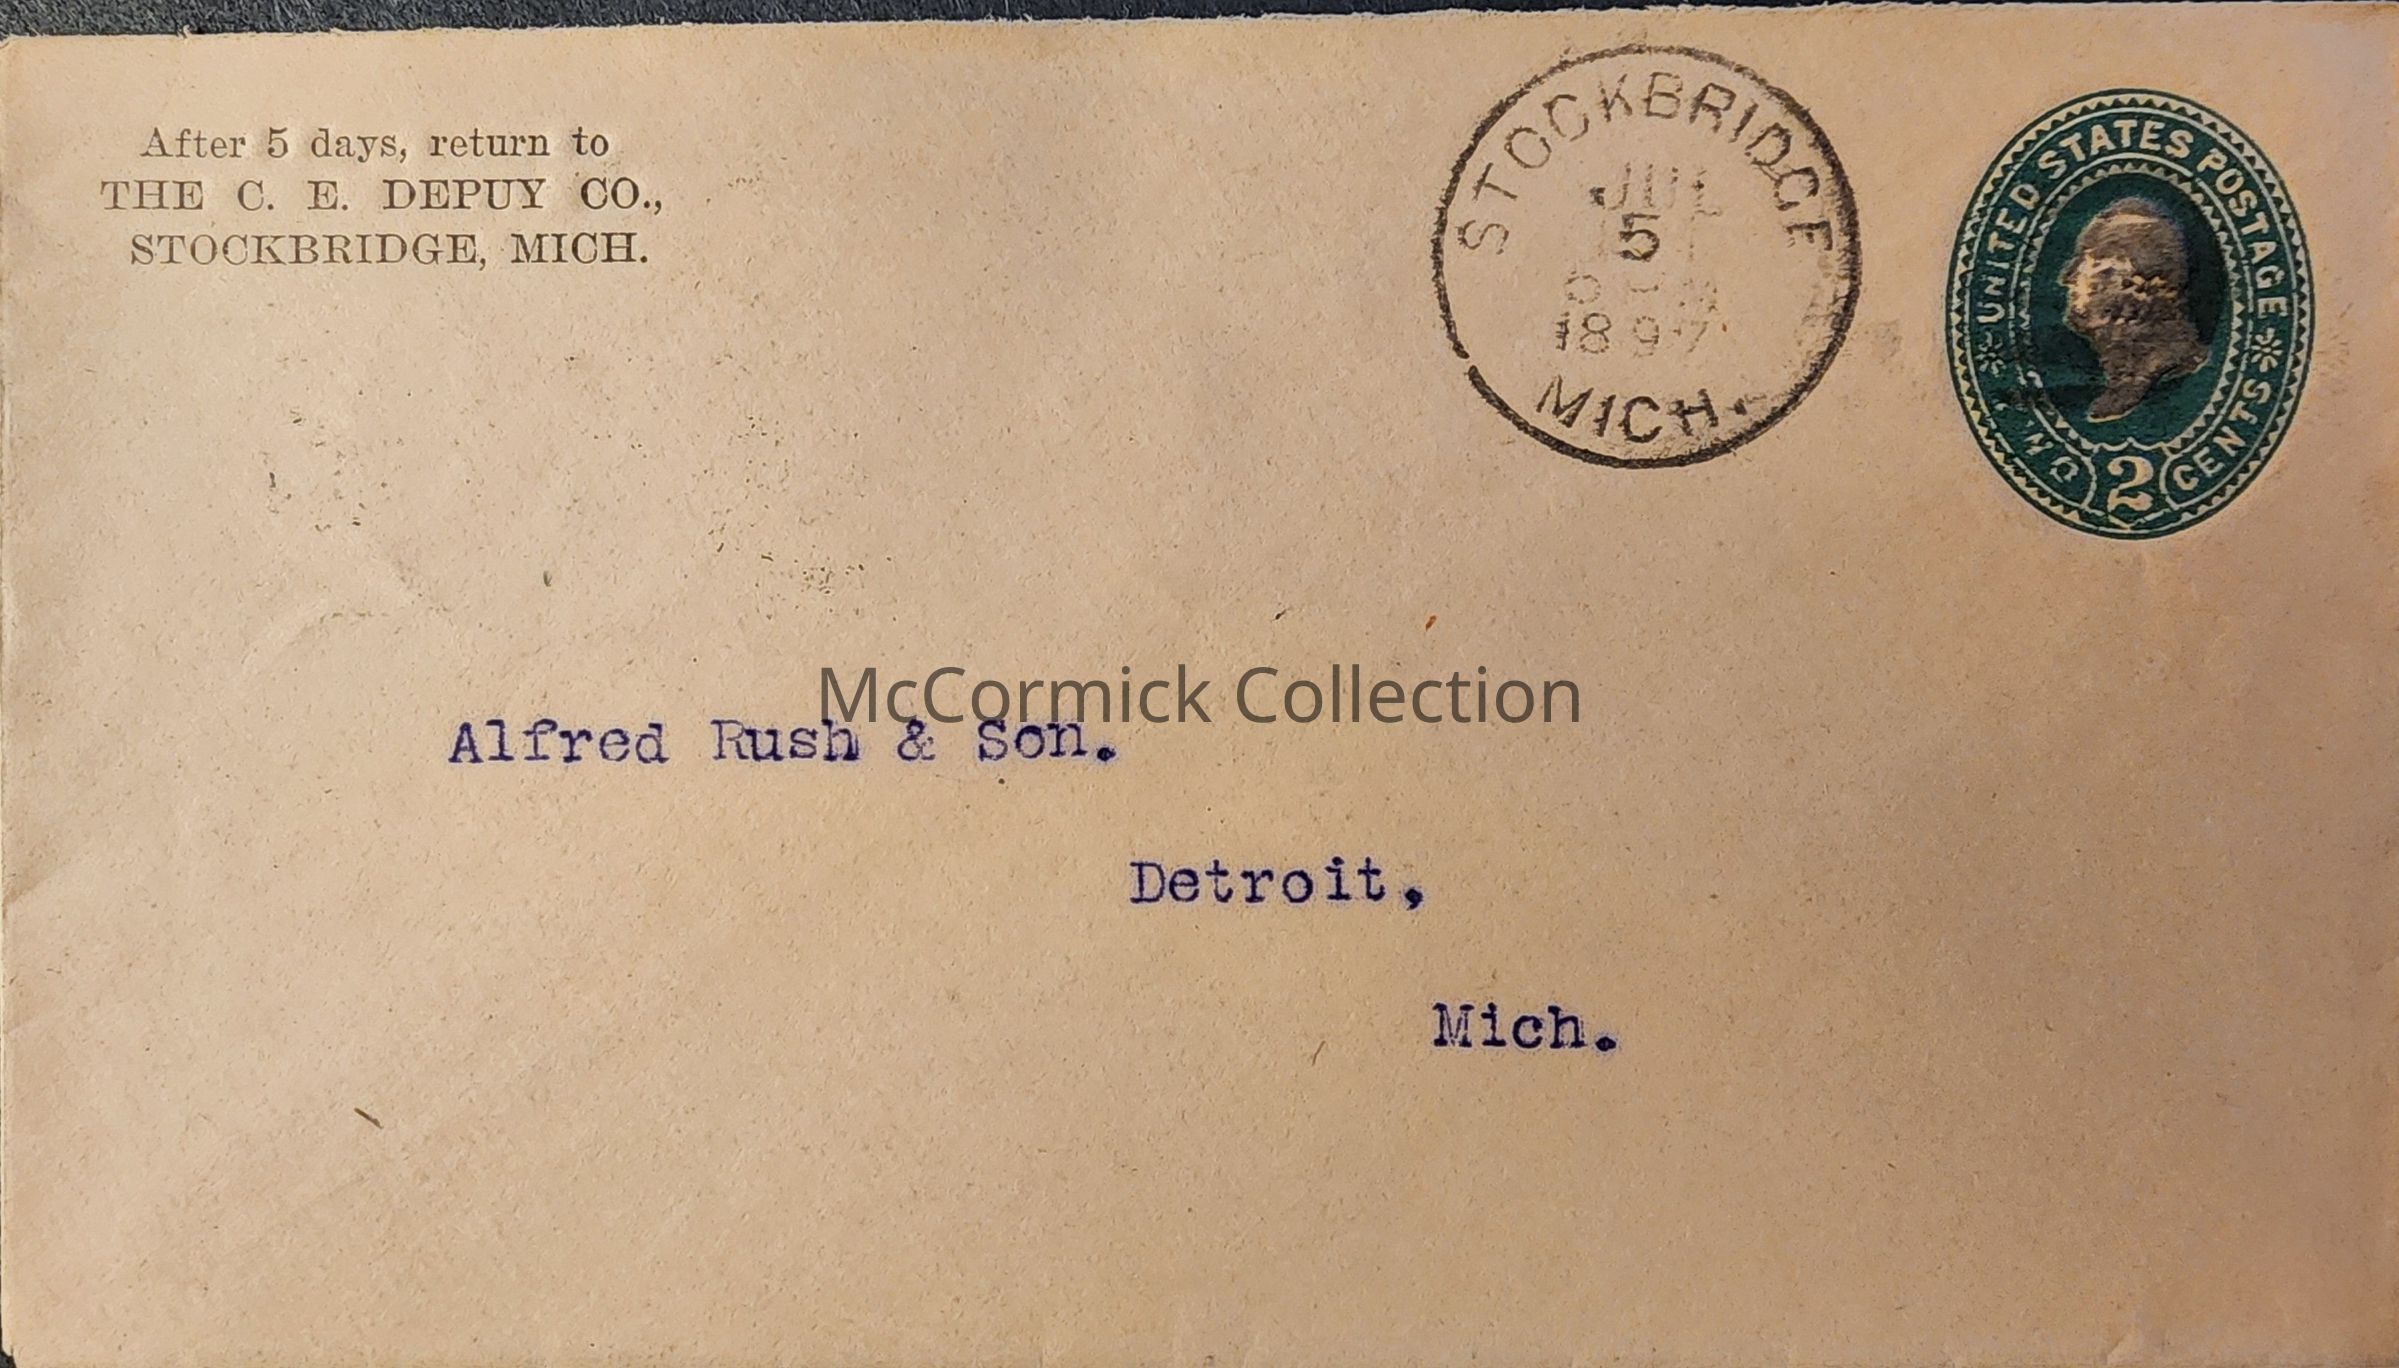 After 5 days, return to
THE C. E. DEPUY CO.,
STOCKBRIDGE, MICH.
STOCKBRIDGE
JUL
5
1897
MICH.
UNITED STATES POSTAGE
2
CENTS
McCormick Collection
Alfred Rush & Son.
Detroit,
Mich.